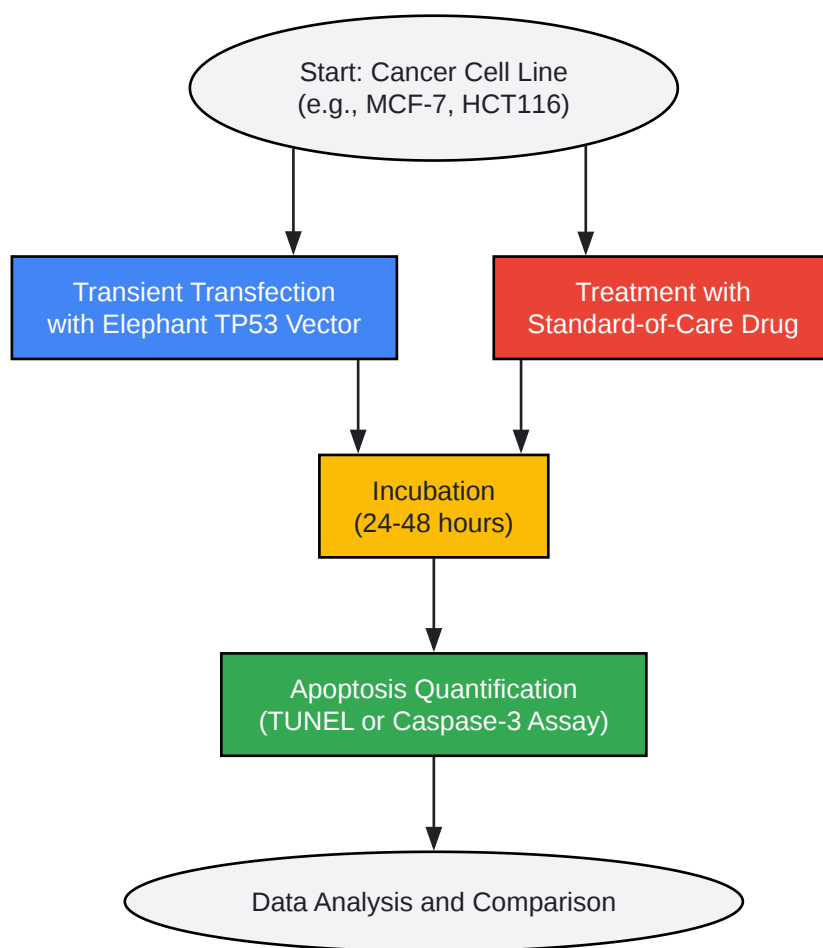 Start: Cancer Cell Line
(e.g., MCF-7, HCT116)
Transient Transfection
with Elephant TP53 Vector
Treatment with
Standard-of-Care Drug
Incubation
(24-48 hours)
Apoptosis Quantification
(TUNEL or Caspase-3 Assay)
Data Analysis and Comparison